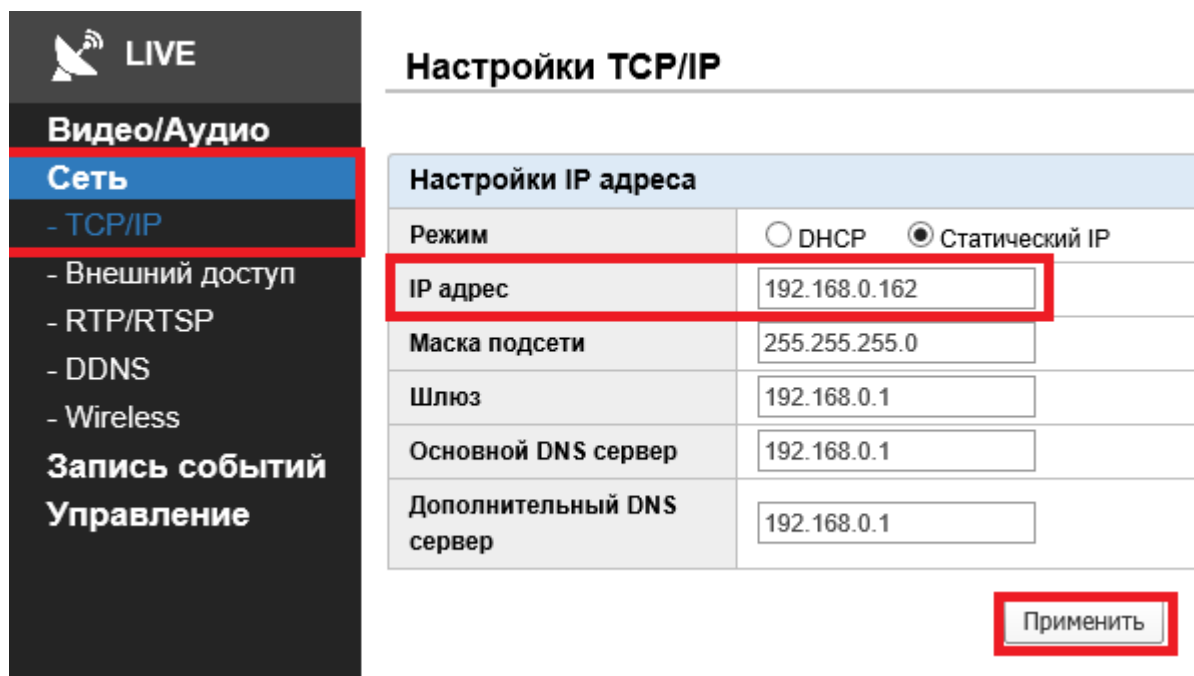 LIVE
Видео/Аудио
Сеть
- TCP/IP
- Внешний доступ
- RTP/RTSP
- DDNS
- Wireless
Запись событий
Управление
Настройки TCP/IP
Настройки IP адреса
Режим DHCP Статический IP
IP адрес 192.168.0.162
Маска подсети 255.255.255.0
Шлюз 192.168.0.1
Основной DNS сервер 192.168.0.1
Дополнительный DNS
сервер 192.168.0.1
Применить